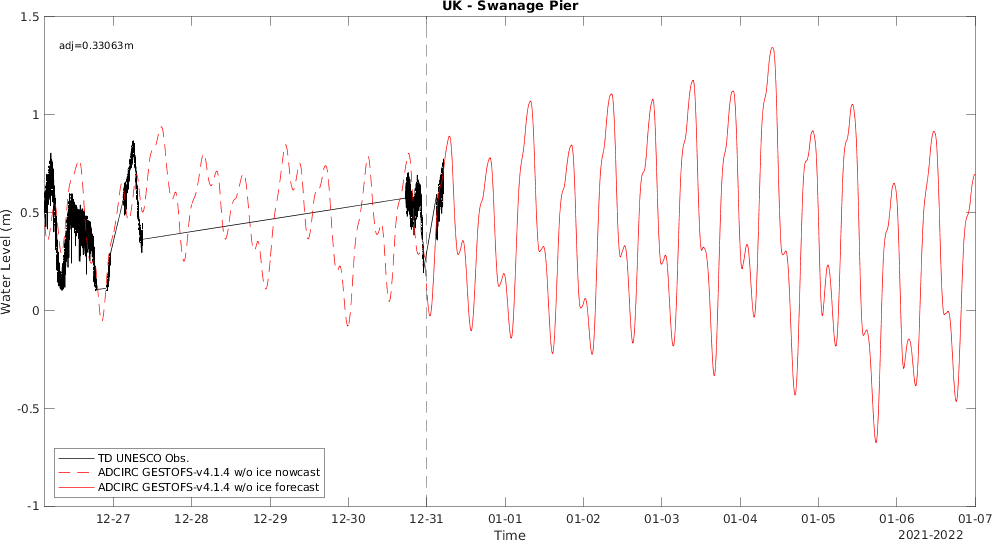 UK - Swanage Pier
adj=0.33063m
1.5
1
0.5
0
-0.5
-1
Water Level (m)
TD UNESCO Obs.
ADCIRC GESTOFS-v4.1.4 w/o ice nowcast
ADCIRC GESTOFS-v4.1.4 w/o ice forecast
12-27 12-28 12-29 12-30 12-31 01-01 01-02 01-03 01-04 01-05 01-06 01-07
Time
2021-2022